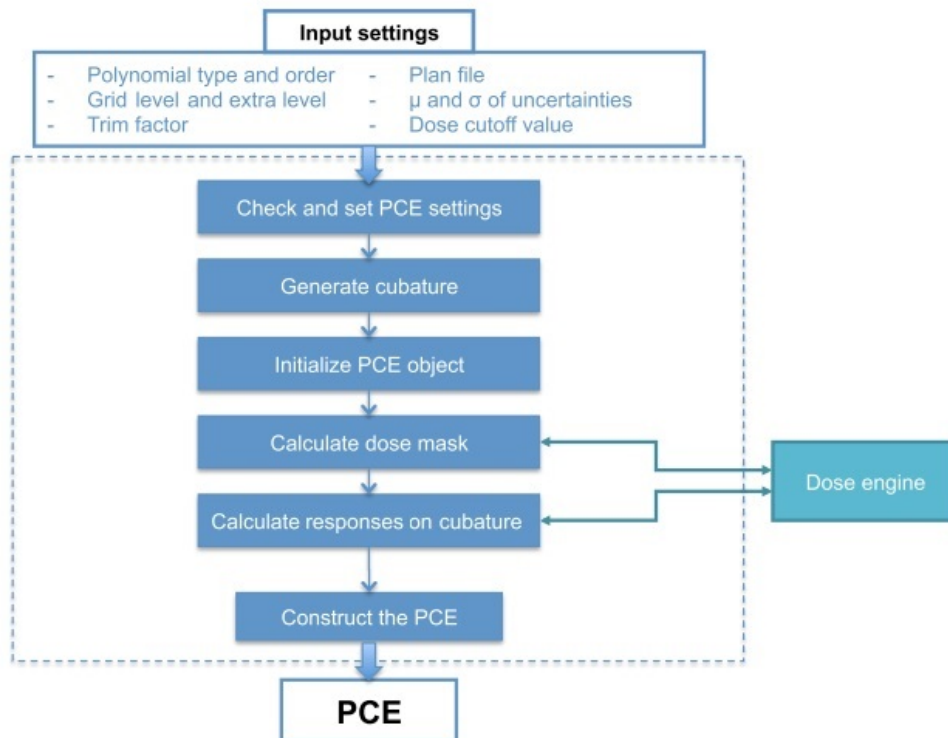 Input settings
- Polynomial type and order - Plan file
- Grid level and extra level - μ and σ of uncertainties
- Trim factor - Dose cutoff value
Check and set PCE settings
Generate cubature
Initialize PCE object
Calculate dose mask
Dose engine
Calculate responses on cubature
Construct the PCE
PCE